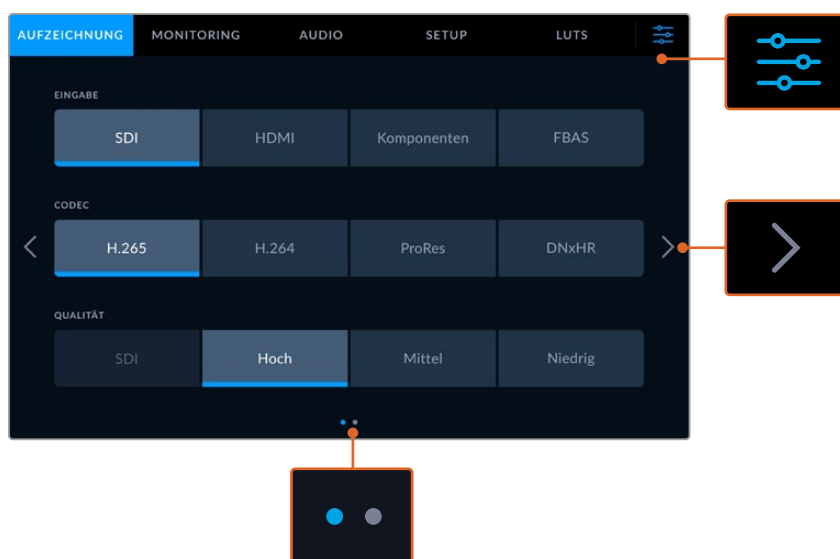 AUFZEICHNUNG MONITORING AUDIO SETUP LUTS
EINGABE
SDI HDMI Komponenten FBAS
CODEC
H.265 H.264 ProRes DNxHR
QUALITÄT
SDI Hoch Mittel Niedrig